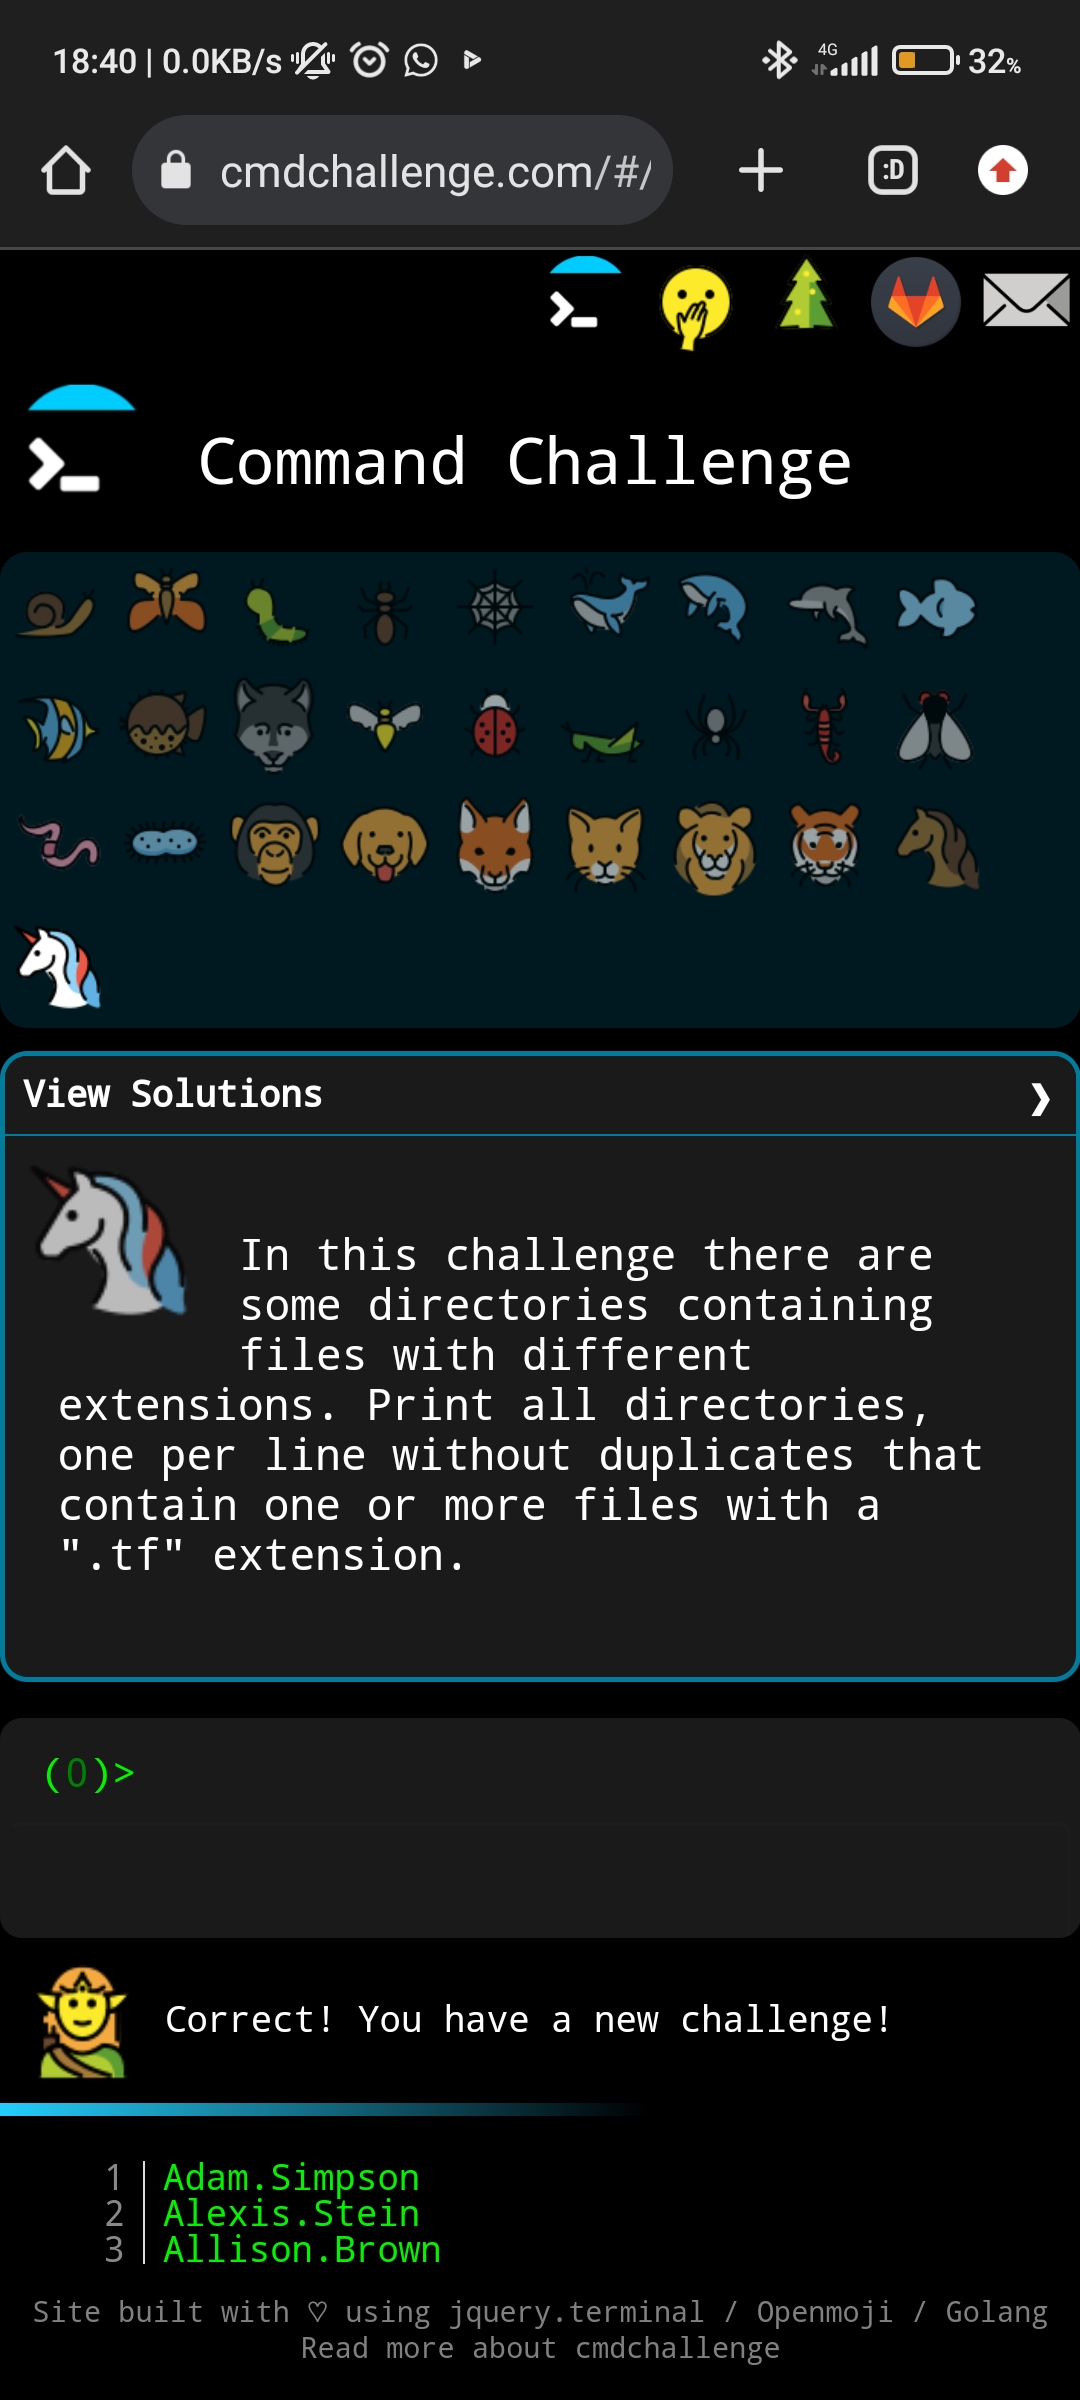 18:40 | 0.0KB/s
4G
32%
cmdchallenge.com/#/
:D
Command Challenge
View Solutions
In this challenge there are
some directories containing
files with different
extensions. Print all directories,
one per line without duplicates that
contain one or more files with a
".tf" extension.
(0)>
Correct! You have a new challenge!
1 Adam.Simpson
2 Alexis.Stein
3 Allison.Brown
Site built with ♡ using jquery.terminal / Openmoji / Golang
Read more about cmdchallenge